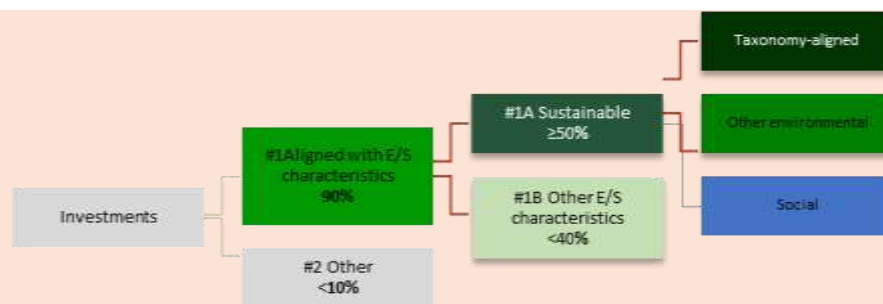 Taxonomy-aligned
#1A Sustainable
≥50%
Other environmental
#1Aligned with E/S
characteristics
90%
#1B Other E/S
characteristics
<40%
Social
Investments
#2 Other
<10%